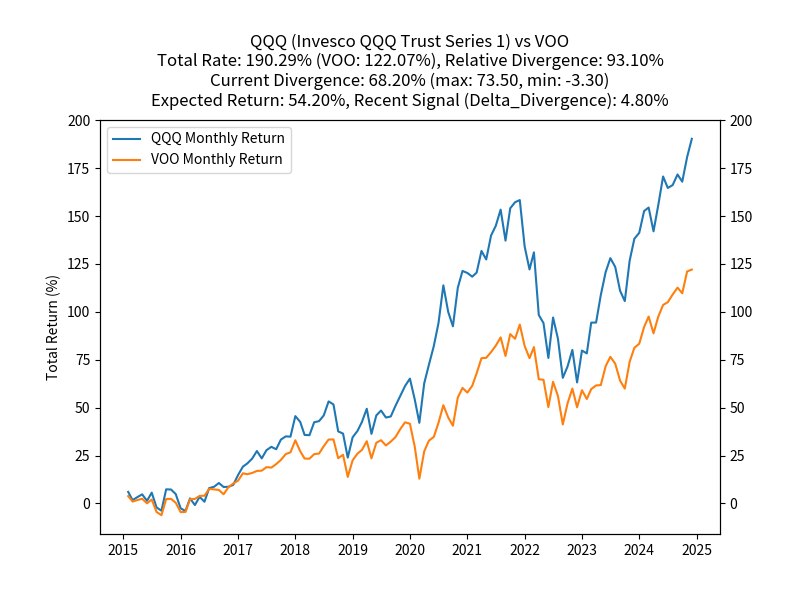 QQQ (Invesco QQQ Trust Series 1) vs VOO
Total Rate: 190.29% (VOO: 122.07%), Relative Divergence: 93.10%
Current Divergence: 68.20% (max: 73.50, min: -3.30)
Expected Return: 54.20%, Recent Signal (Delta_Divergence): 4.80%
QQQ Monthly Return
VOO Monthly Return
Total Return (%)
200
175
150
125
100
75
50
25
0
200
175
150
125
100
75
50
25
0
2015 2016 2017 2018 2019 2020 2021 2022 2023 2024 2025